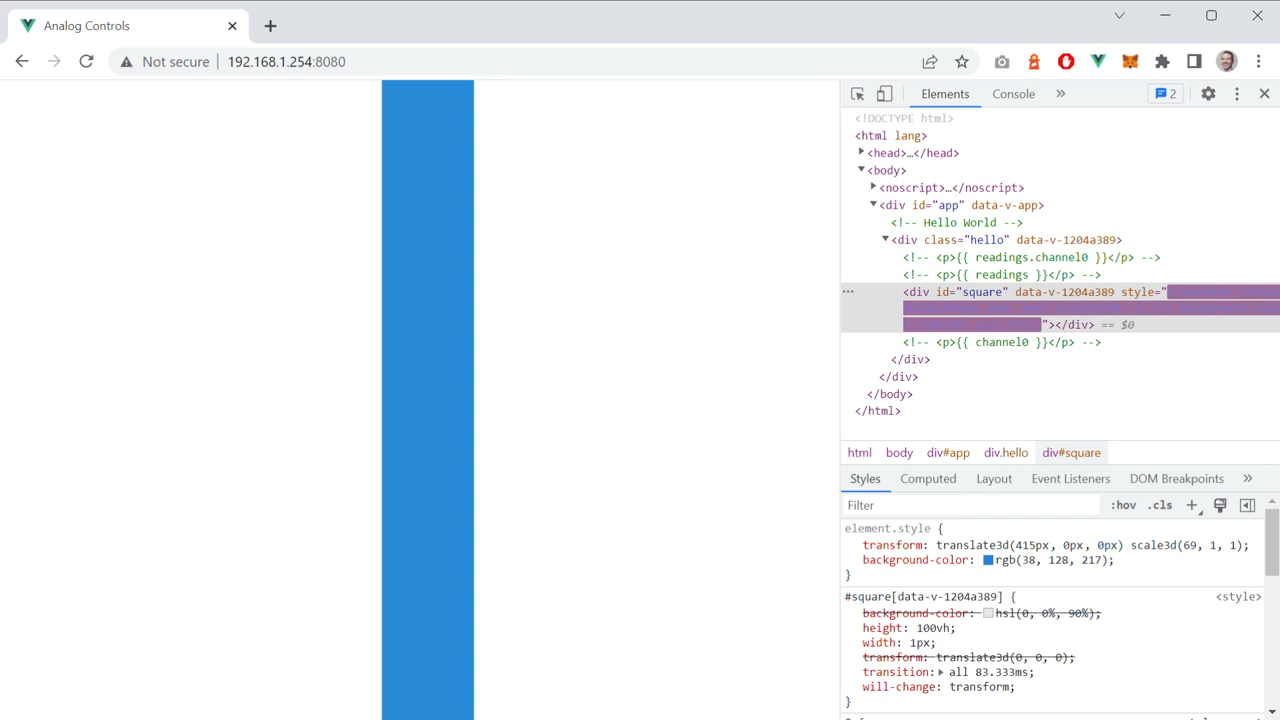 Analog Controls
Not secure
192.168.1.254:8080
Elements
Console
2
<!DOCTYPE html>
<html lang>
<head>…</head>
<body>
<noscript>…</noscript>
<div id="app" data-v-app>
<!-- Hello World -->
<div class="hello" data-v-1204a389>
<!-- <p>{{ readings.channel0 }}</p> -->
<!-- <p>{{ readings }}</p> -->
<div id="square" data-v-1204a389 style="
"></div> == $0
<!-- <p>{{ channel0 }}</p> -->
</div>
</div>
</body>
</html>
html body div#app div.hello div#square
Styles Computed Layout Event Listeners DOM Breakpoints
Filter
:hov .cls
element.style {
transform: translate3d(415px, 0px, 0px) scale3d(69, 1, 1);
background-color: rgb(38, 128, 217);
}
#square[data-v-1204a389] { <style>
background-color: hsl(0, 0%, 90%);
height: 100vh;
width: 1px;
transform: translate3d(0, 0, 0);
transition: all 83.333ms;
will-change: transform;
}